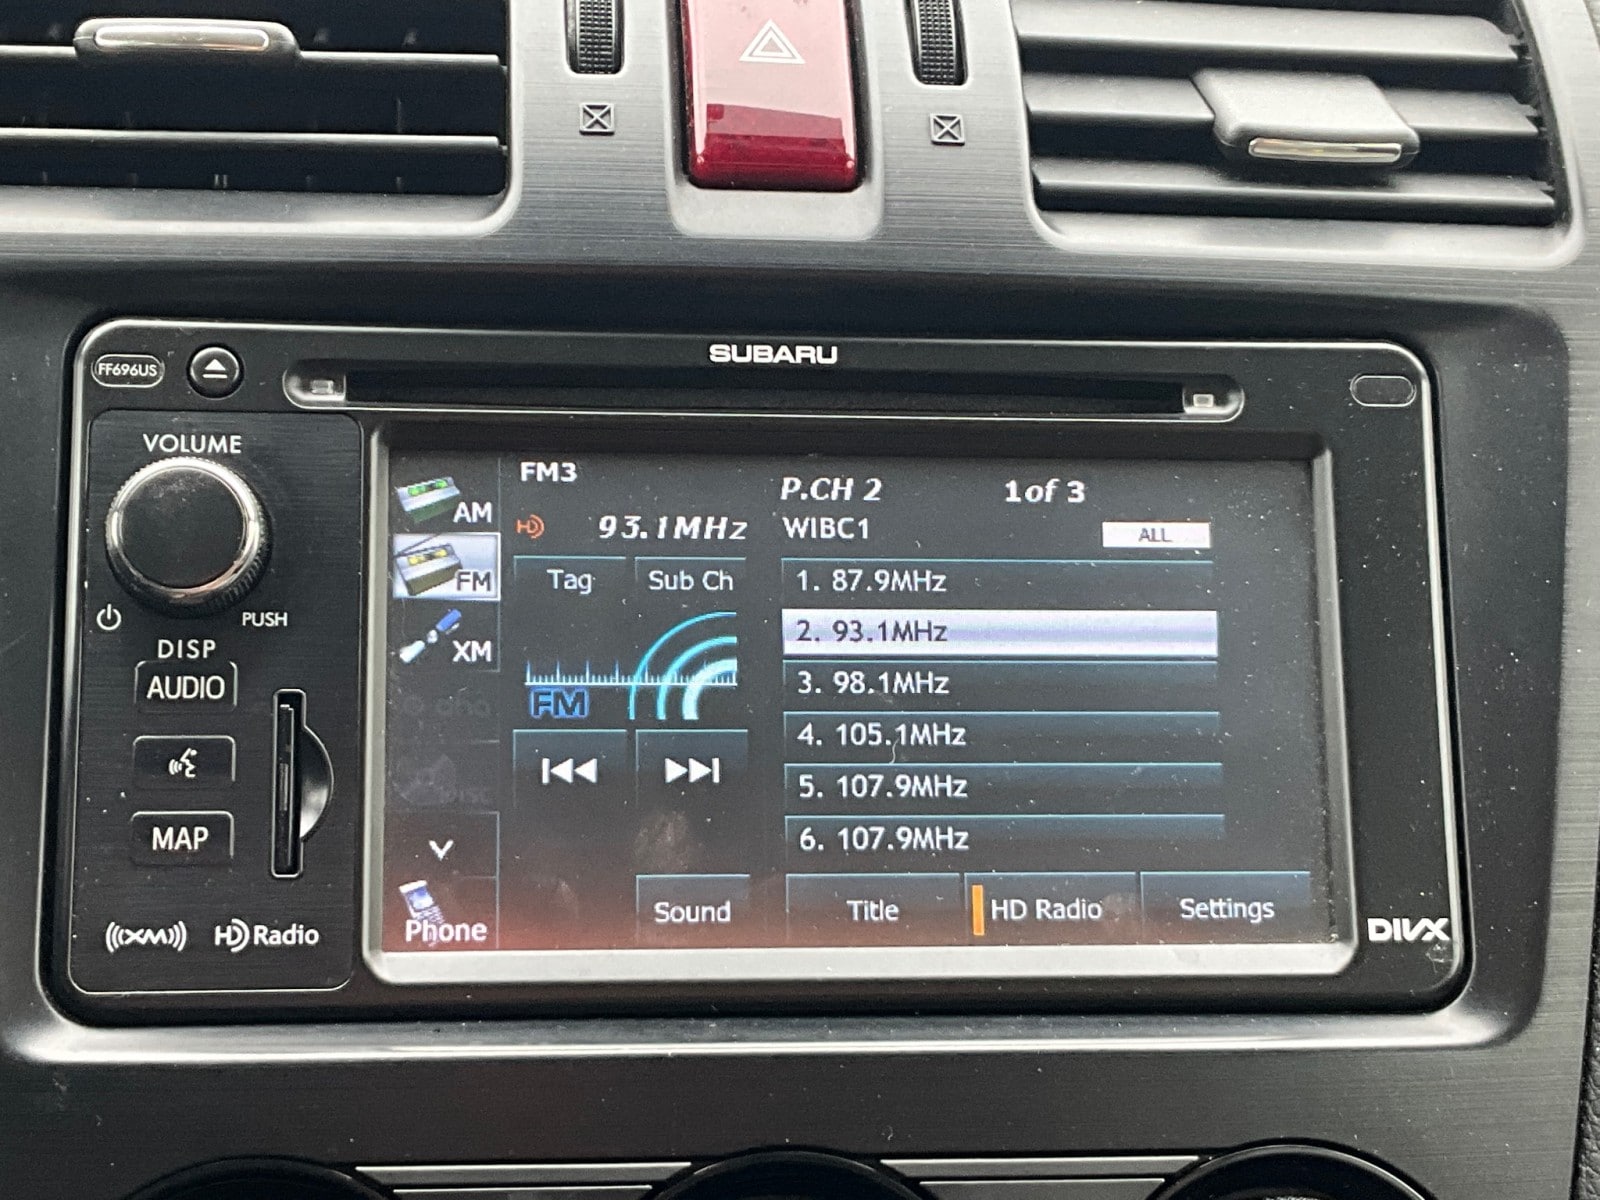 SUBARU
FF696US
VOLUME
PUSH
DISP
AUDIO
MAP
((XM))
HD Radio
AM
FM
XM
Phone
FM3
HD 93.1MHz
Tag
Sub Ch
FM
P.CH 2
1of 3
WIBC1
ALL
1. 87.9MHz
2. 93.1MHz
3. 98.1MHz
4. 105.1MHz
5. 107.9MHz
6. 107.9MHz
Sound
Title
HD Radio
Settings
DIVX